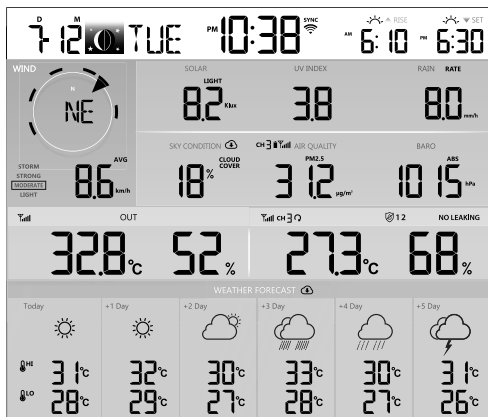 D M
7-12 TUE PM 10:38 SYNC
RISE SET
AM 6:10 PM 6:30
WIND SOLAR UV INDEX RAIN RATE
N
NE
LIGHT
8.2 Klux 3.8 8.0 mm/h
SKY CONDITION CH 3 AIR QUALITY BARO
STORM
STRONG
MODERATE
LIGHT
AVG
8.6 km/h
CLOUD COVER
18 %
PM2.5
31.2 µg/m³
ABS
1015 hPa
OUT CH 3 1 2 NO LEAKING
32.8 °C 52 % 27.3 °C 68 %
WEATHER FORECAST
Today +1 Day +2 Day +3 Day +4 Day +5 Day
HI 31°C 32°C 30°C 33°C 30°C 31°C
LO 28°C 29°C 27°C 28°C 27°C 26°C